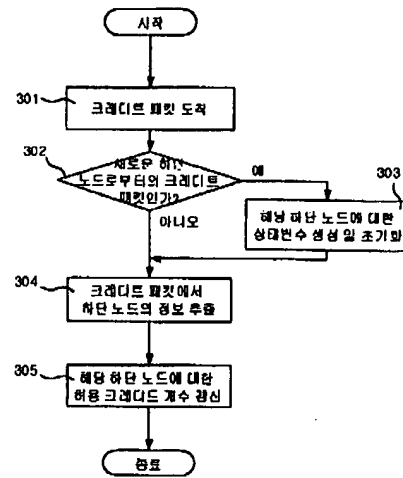 시작
301
크레디트 패킷 도착
302
새로운 하단
노드로부터의 크레디트
패킷인가?
예
아니오
303
해당 하단 노드에 대한
상태변수 생성 및 초기화
304
크레디트 패킷에서
하단 노드의 정보 추출
305
해당 하단 노드에 대한
허용 크레디트 개수 갱신
종료